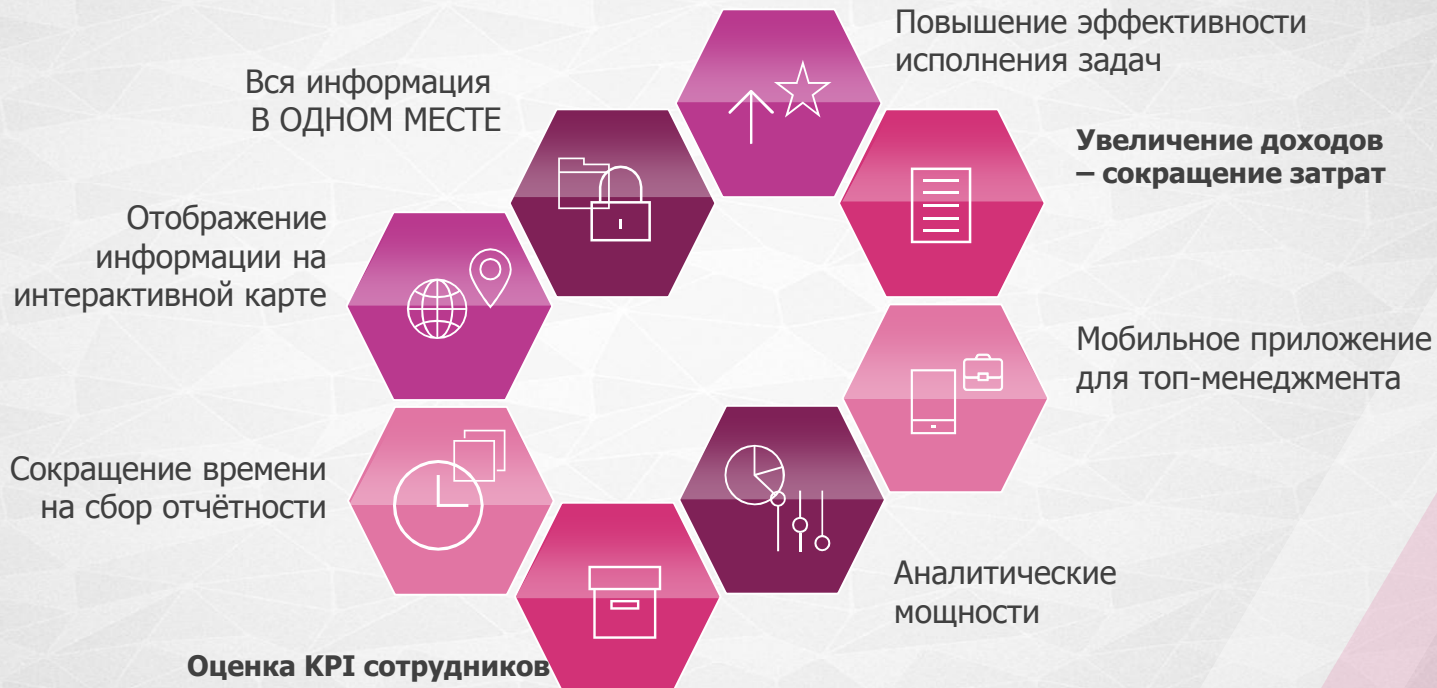 Повышение эффективности
исполнения задач
Вся информация
В ОДНОМ МЕСТЕ
Увеличение доходов
– сокращение затрат
Отображение
информации на
интерактивной карте
Мобильное приложение
для топ-менеджмента
Сокращение времени
на сбор отчётности
Аналитические
мощности
Оценка KPI сотрудников